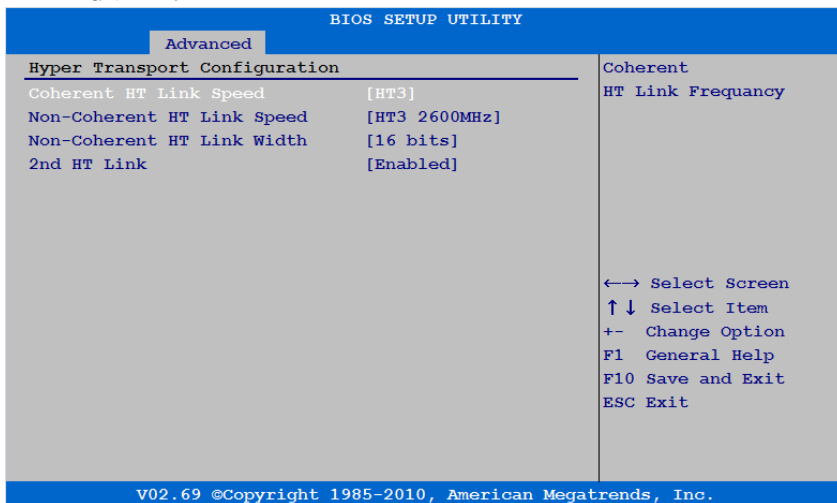 BIOS SETUP UTILITY
Advanced
Hyper Transport Configuration
Coherent HT Link Speed [HT3]
Non-Coherent HT Link Speed [HT3 2600MHz]
Non-Coherent HT Link Width [16 bits]
2nd HT Link [Enabled]
Coherent
HT Link Frequancy
←→ Select Screen
↑↓ Select Item
+- Change Option
F1 General Help
F10 Save and Exit
ESC Exit
V02.69 ©Copyright 1985-2010, American Megatrends, Inc.